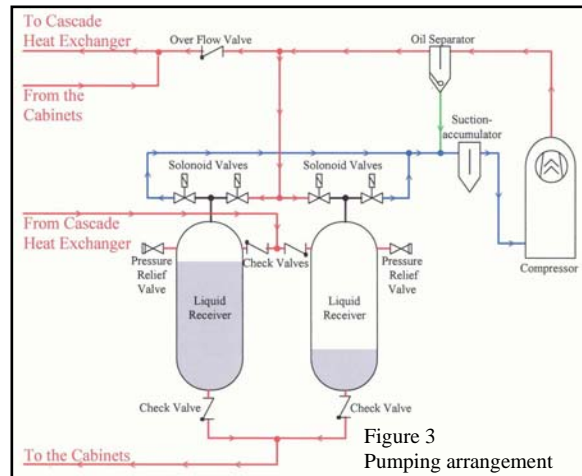 To Cascade
Heat Exchanger
Over Flow Valve
Oil Separator
From the
Cabinets
Suction-
accumulator
Solonoid Valves
Solonoid Valves
From Cascade
Heat Exchanger
Pressure
Relief
Valve
Check Valves
Pressure
Relief
Valve
Compressor
Liquid
Receiver
Liquid
Receiver
Check Valve
Check Valve
To the Cabinets
Figure 3
Pumping arrangement